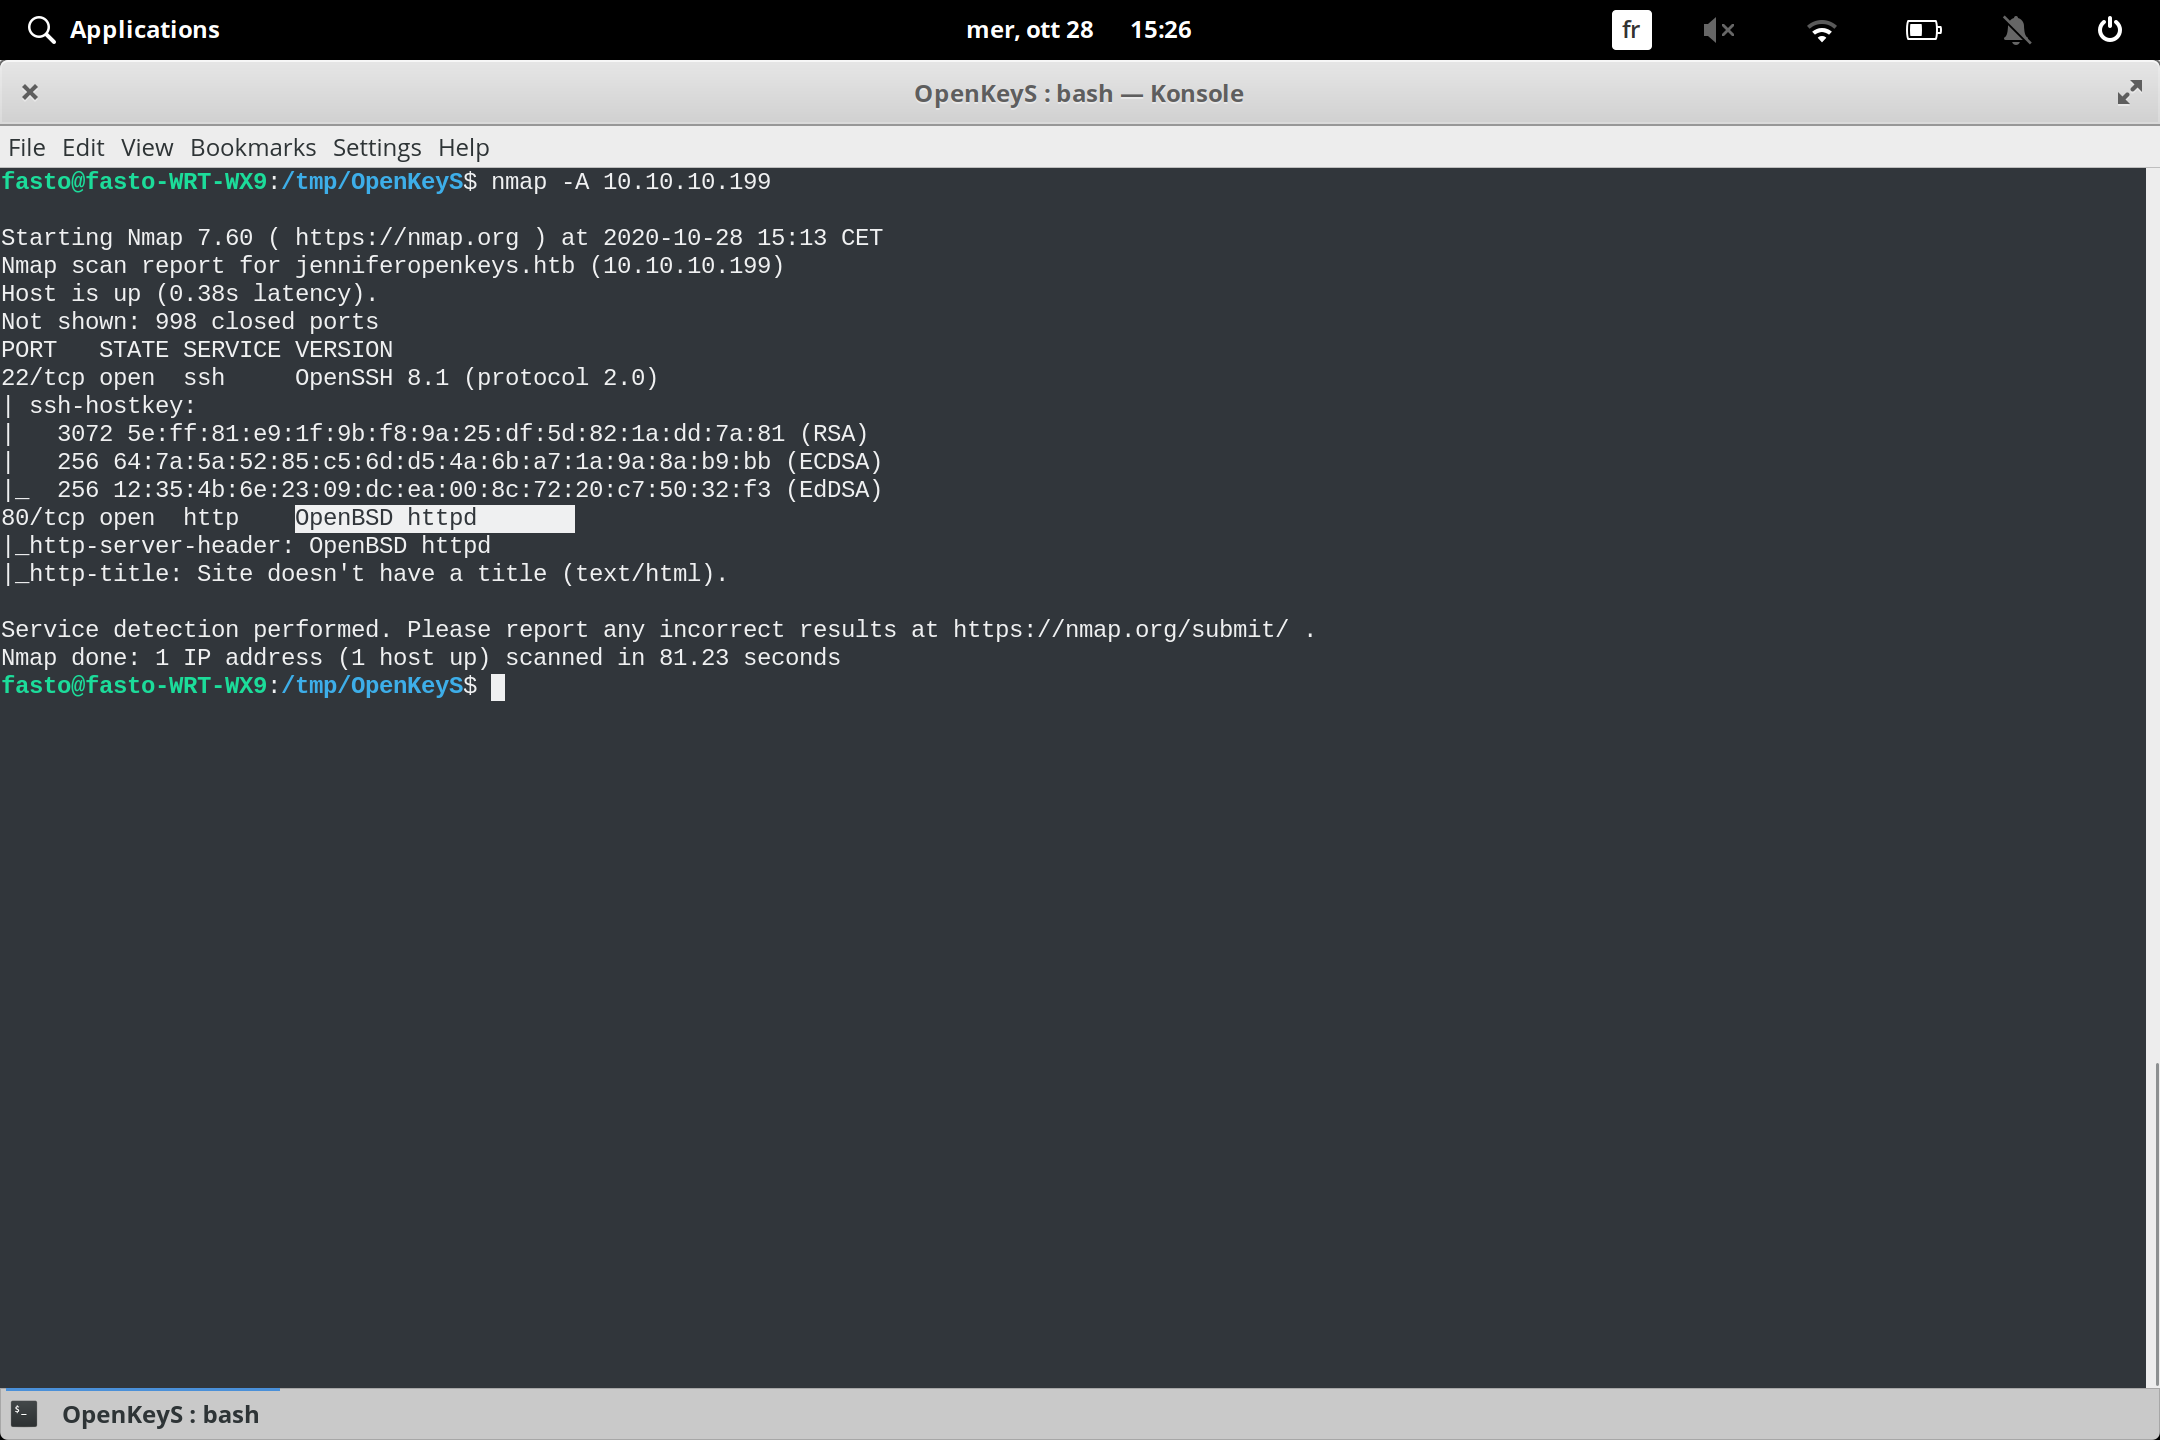 Applications
mer, ott 28 15:26
fr
OpenKeyS : bash — Konsole
File Edit View Bookmarks Settings Help
fasto@fasto-WRT-WX9:/tmp/OpenKeyS$ nmap -A 10.10.10.199

Starting Nmap 7.60 ( https://nmap.org ) at 2020-10-28 15:13 CET
Nmap scan report for jenniferopenkeys.htb (10.10.10.199)
Host is up (0.38s latency).
Not shown: 998 closed ports
PORT   STATE SERVICE VERSION
22/tcp open  ssh     OpenSSH 8.1 (protocol 2.0)
| ssh-hostkey:
|   3072 5e:ff:81:e9:1f:9b:f8:9a:25:df:5d:82:1a:dd:7a:81 (RSA)
|   256 64:7a:5a:52:85:c5:6d:d5:4a:6b:a7:1a:9a:8a:b9:bb (ECDSA)
|_  256 12:35:4b:6e:23:09:dc:ea:00:8c:72:20:c7:50:32:f3 (EdDSA)
80/tcp open  http    OpenBSD httpd
|_http-server-header: OpenBSD httpd
|_http-title: Site doesn't have a title (text/html).

Service detection performed. Please report any incorrect results at https://nmap.org/submit/ .
Nmap done: 1 IP address (1 host up) scanned in 81.23 seconds
fasto@fasto-WRT-WX9:/tmp/OpenKeyS$
OpenKeyS : bash